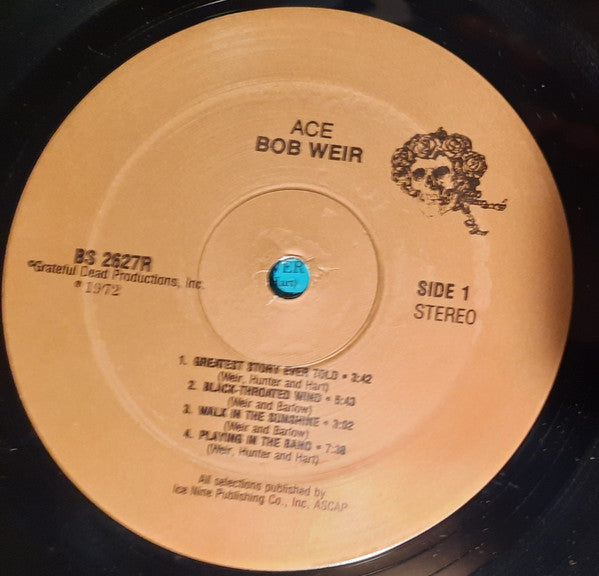 ACE
BOB WEIR
BS 2627R
©Grateful Dead Productions, Inc.
℗ 1972
SIDE 1
STEREO
VER
art)
1. GREATEST STORY EVER TOLD • 3:42
(Weir, Hunter and Hart)
2. BLACK-THROATED WIND • 5:43
(Weir and Barlow)
3. WALK IN THE SUNSHINE • 3:02
(Weir and Barlow)
4. PLAYING IN THE BAND • 7:38
(Weir, Hunter and Hart)
All selections published by
Ice Nine Publishing Co., Inc. ASCAP